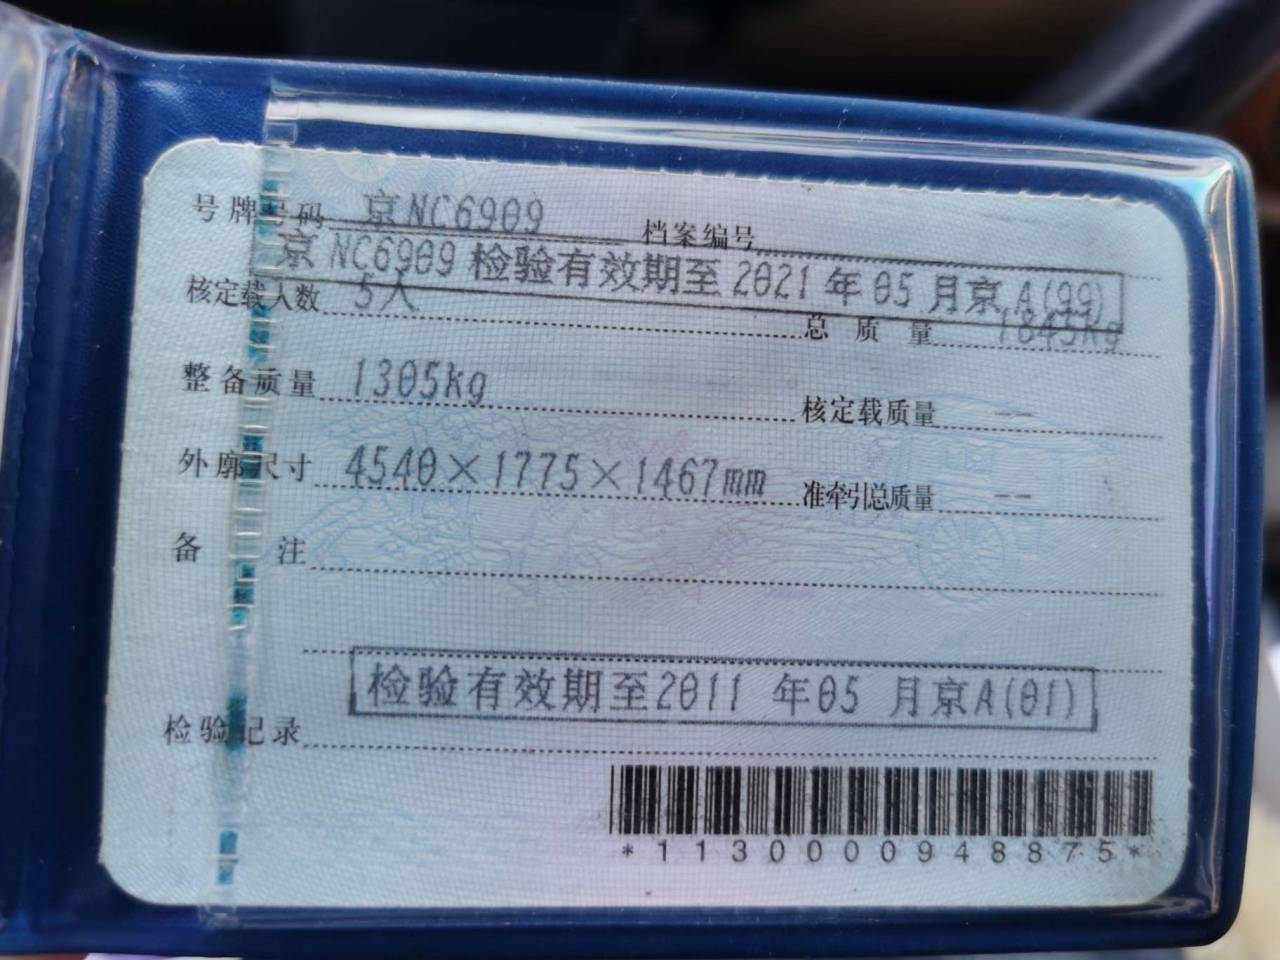 号牌号码 京NC6909 档案编号
京NC6909检验有效期至2021年05月京A(99)
核定载人数 5人 总质量 1845kg
整备质量 1305kg 核定载质量 --
外廓尺寸 4540×1775×1467mm 准牵引总质量 --
备注
检验有效期至2011 年05 月京A(01)
检验记录
*1130000948875*